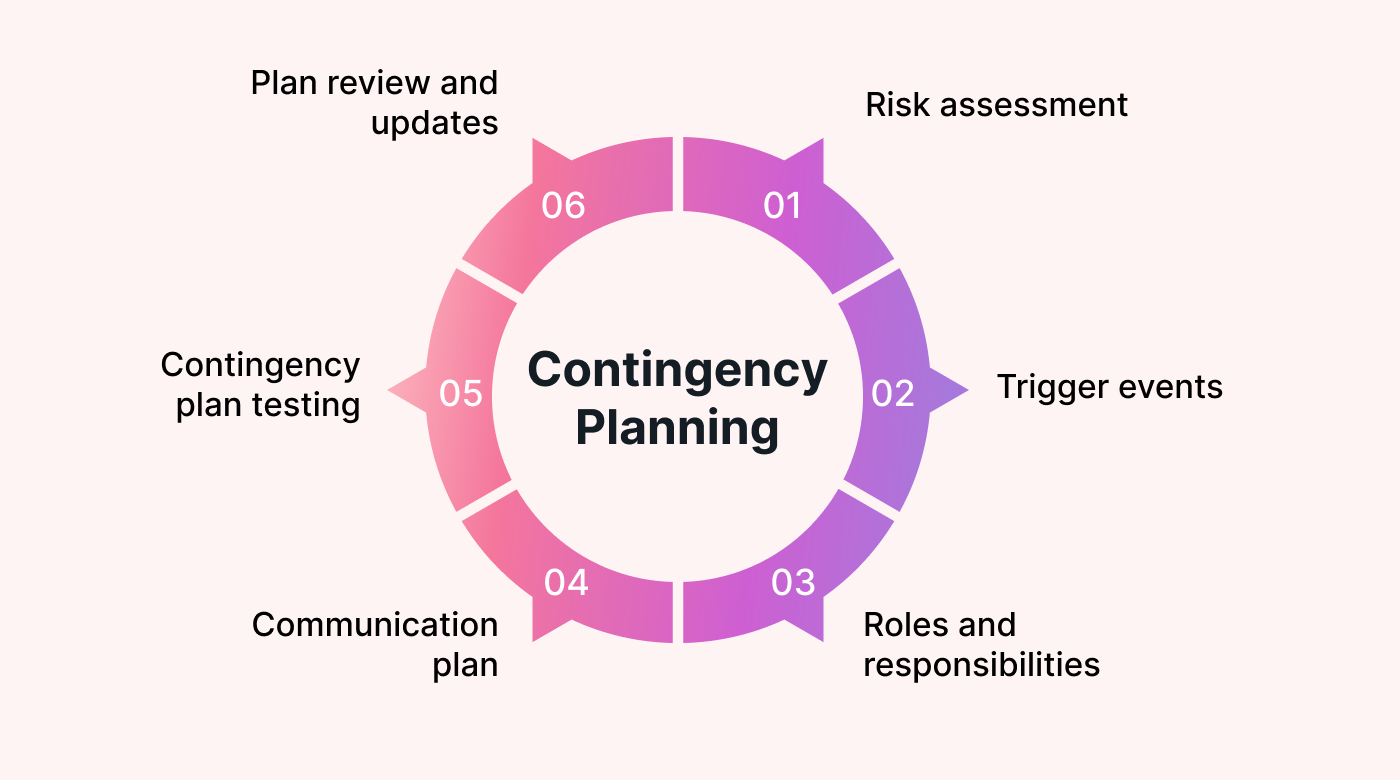 Contingency
Planning
01
Risk assessment
02
Trigger events
03
Roles and
responsibilities
04
Communication
plan
05
Contingency
plan testing
06
Plan review and
updates